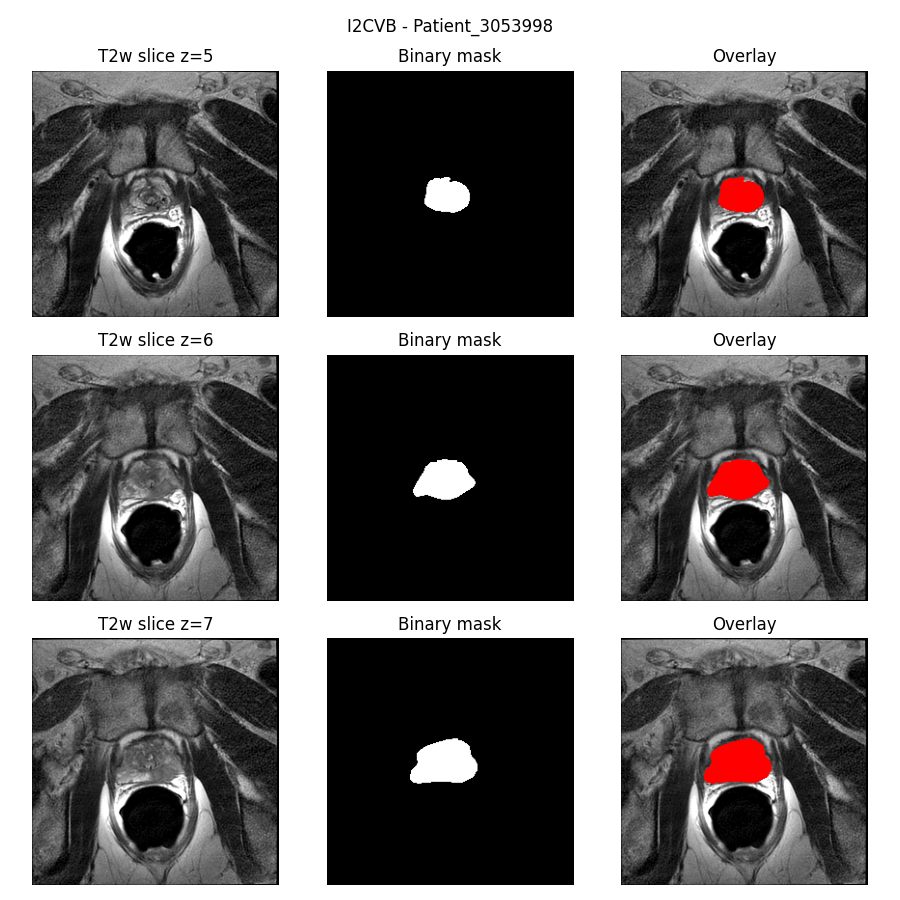 I2CVB - Patient_3053998
T2w slice z=5
Binary mask
Overlay
T2w slice z=6
Binary mask
Overlay
T2w slice z=7
Binary mask
Overlay